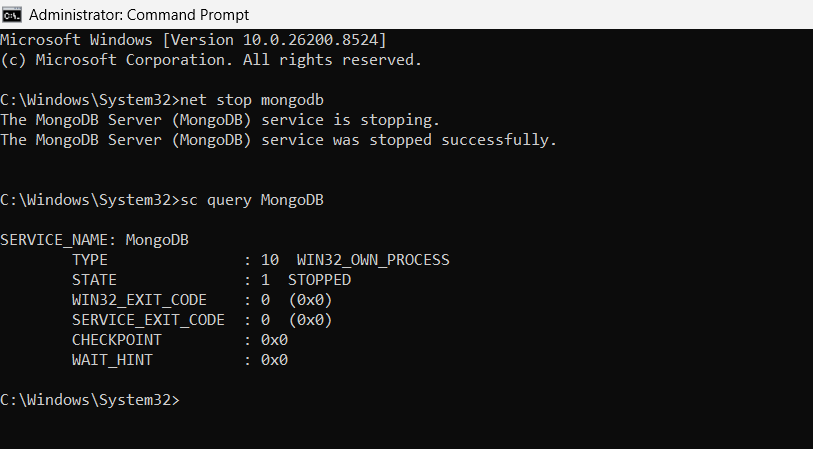 Administrator: Command Prompt
Microsoft Windows [Version 10.0.26200.8524]
(c) Microsoft Corporation. All rights reserved.
C:\Windows\System32>net stop mongodb
The MongoDB Server (MongoDB) service is stopping.
The MongoDB Server (MongoDB) service was stopped successfully.
C:\Windows\System32>sc query MongoDB
SERVICE_NAME: MongoDB
        TYPE               : 10  WIN32_OWN_PROCESS
        STATE              : 1  STOPPED
        WIN32_EXIT_CODE    : 0  (0x0)
        SERVICE_EXIT_CODE  : 0  (0x0)
        CHECKPOINT         : 0x0
        WAIT_HINT          : 0x0
C:\Windows\System32>